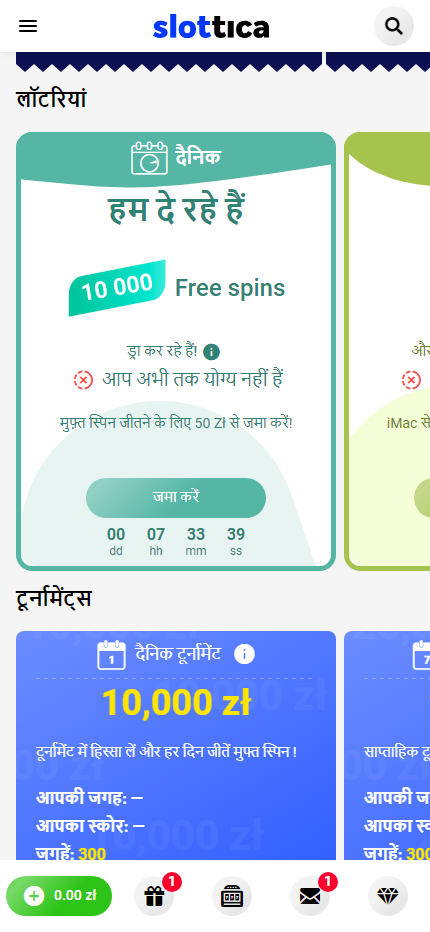 slottica
लॉटरियां
दैनिक
हम दे रहे हैं
10 000 Free spins
ड्रा कर रहे हैं!
आप अभी तक योग्य नहीं हैं
मुफ़्त स्पिन जीतने के लिए 50 Zł से जमा करें!
जमा करें
00 07 33 39
dd hh mm ss
और
iMac से
टूर्नामेंट्स
1 दैनिक टूर्नामेंट
10,000 zł
टूर्नामेंट में हिस्सा लें और हर दिन जीतें मुफ्त स्पिन !
आपकी जगह: —
आपका स्कोर: —
जगहें: 300
7
साप्ताहिक
आपकी ज
आपका स्क
जगहें: 300
0.00 zł
1
1